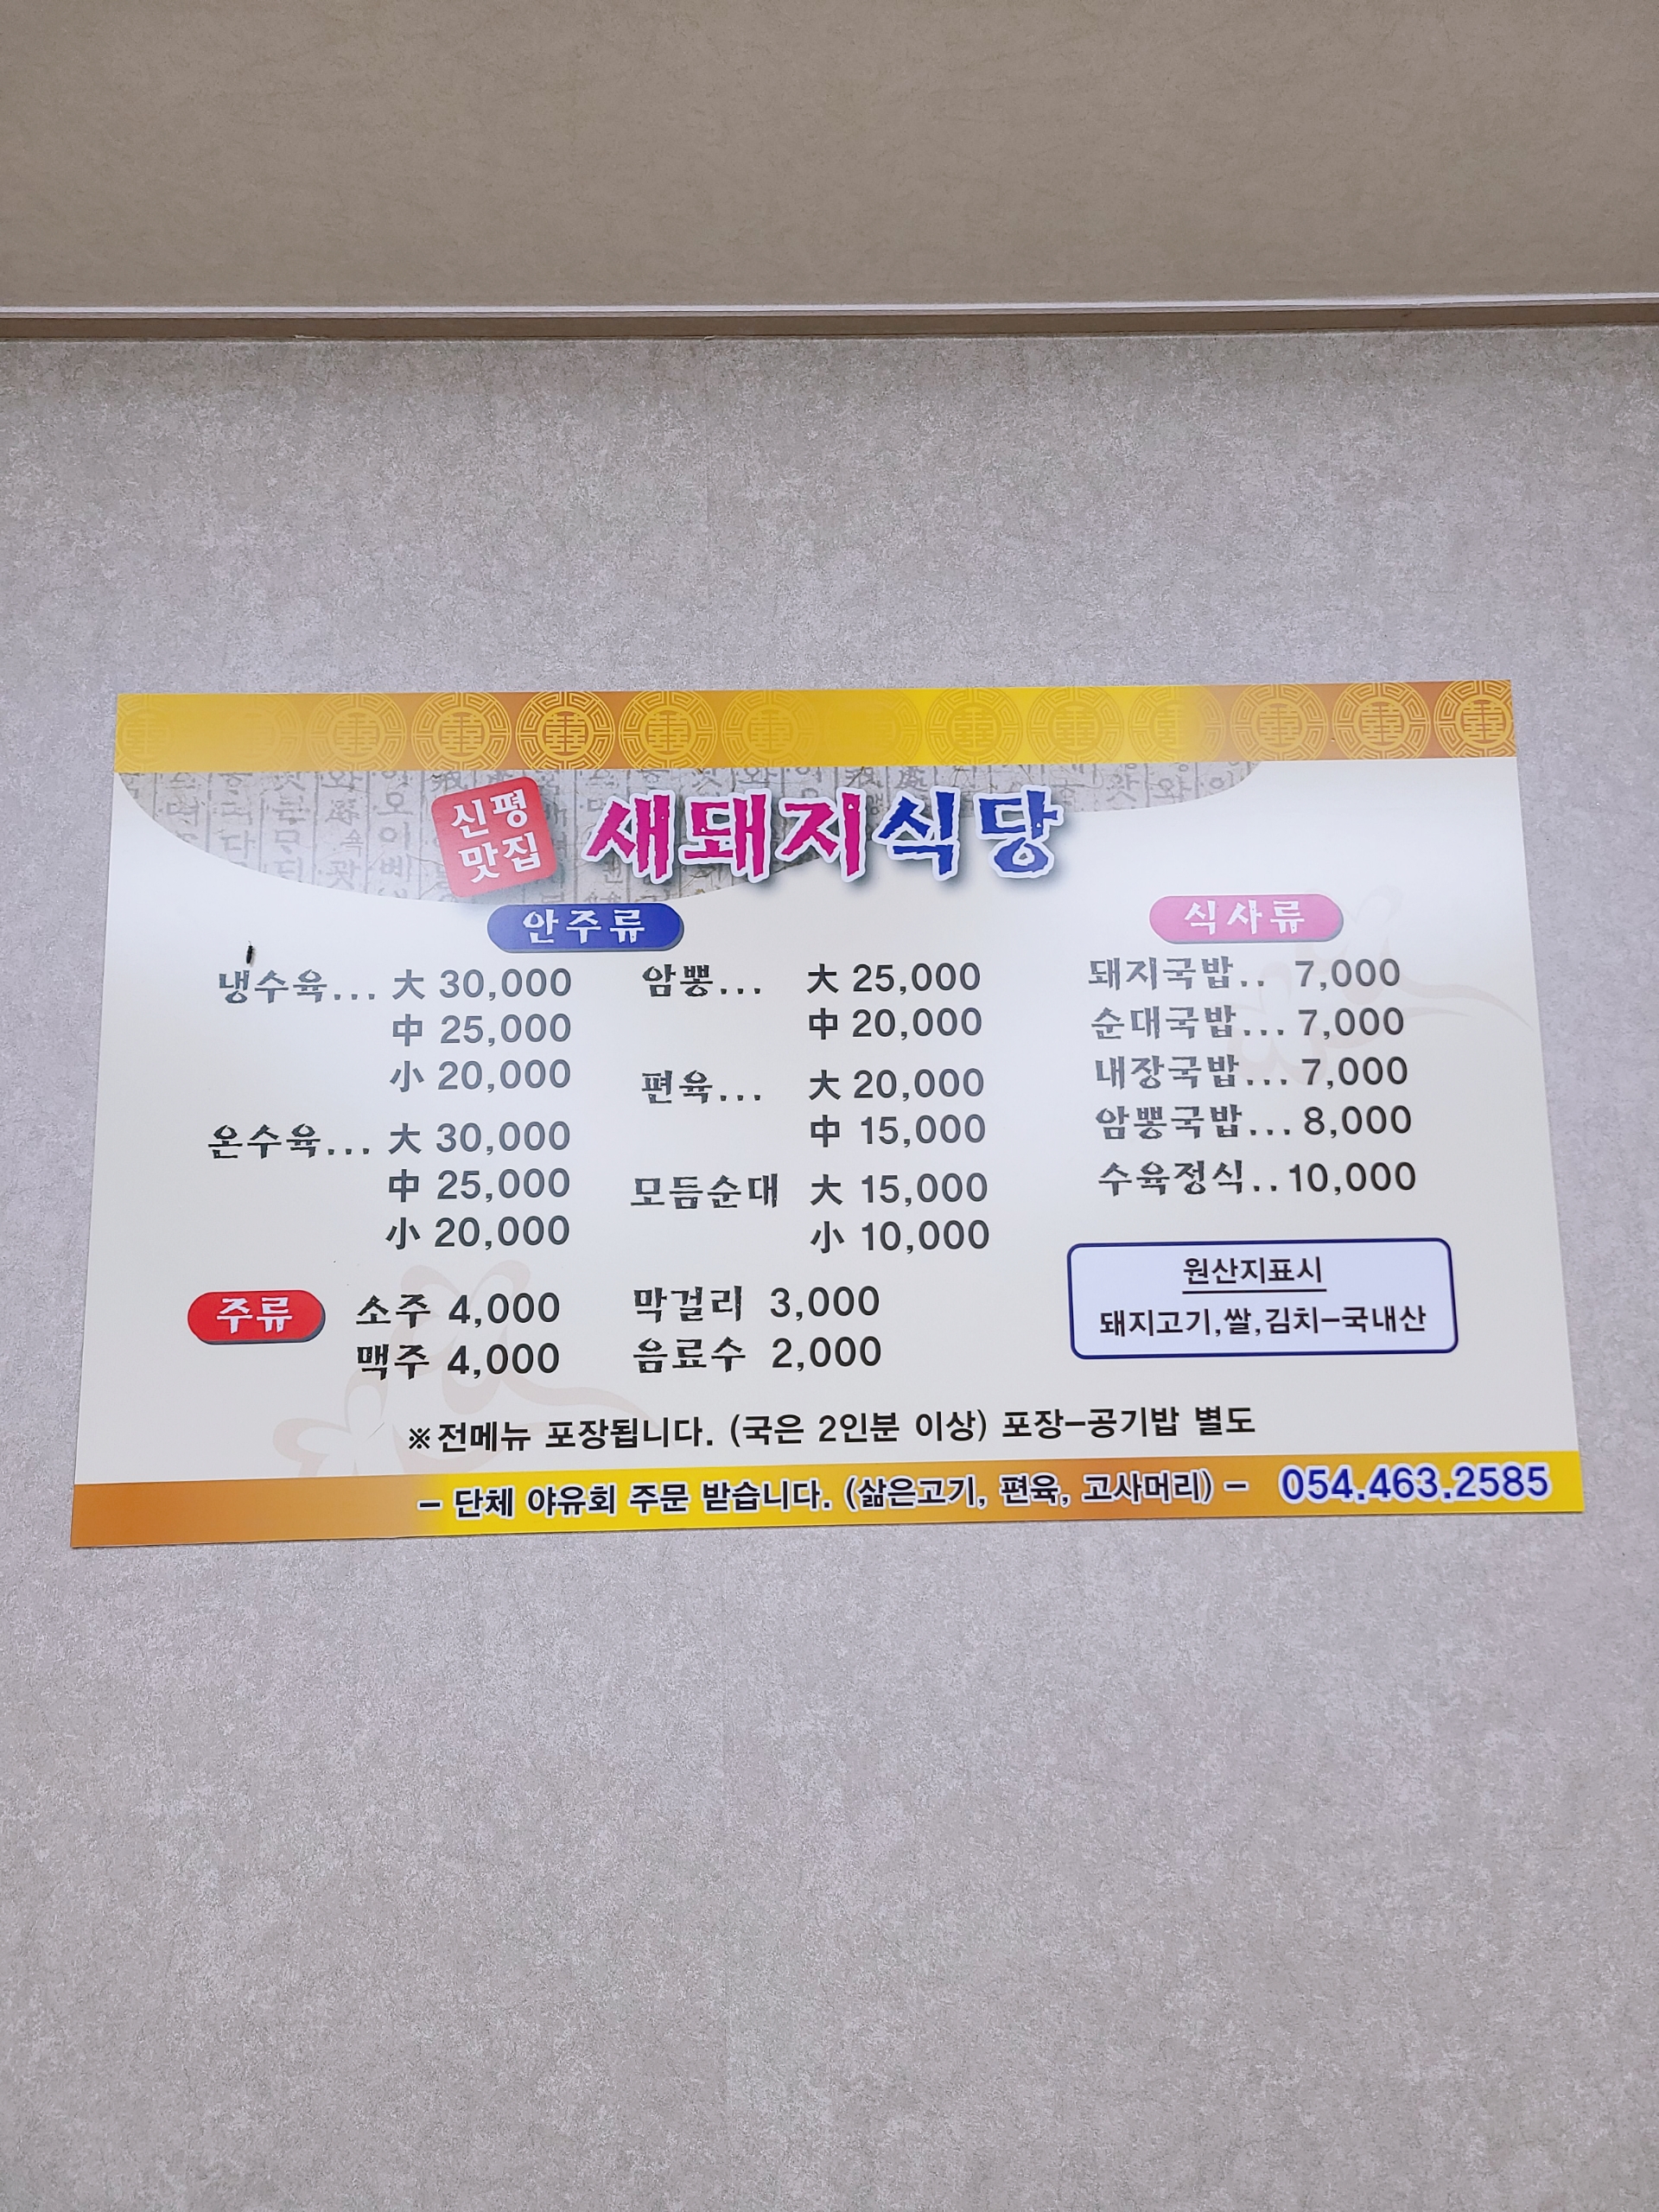 신평
맛집
새돼지식당
안주류
냉수육... 大 30,000
中 25,000
小 20,000
온수육... 大 30,000
中 25,000
小 20,000
암뽕... 大 25,000
中 20,000
편육... 大 20,000
中 15,000
모듬순대 大 15,000
小 10,000
식사류
돼지국밥.. 7,000
순대국밥... 7,000
내장국밥... 7,000
암뽕국밥... 8,000
수육정식.. 10,000
주류
소주 4,000
맥주 4,000
막걸리 3,000
음료수 2,000
원산지표시
돼지고기,쌀,김치-국내산
※전메뉴 포장됩니다. (국은 2인분 이상) 포장-공기밥 별도
- 단체 야유회 주문 받습니다. (삶은고기, 편육, 고사머리) - 054.463.2585